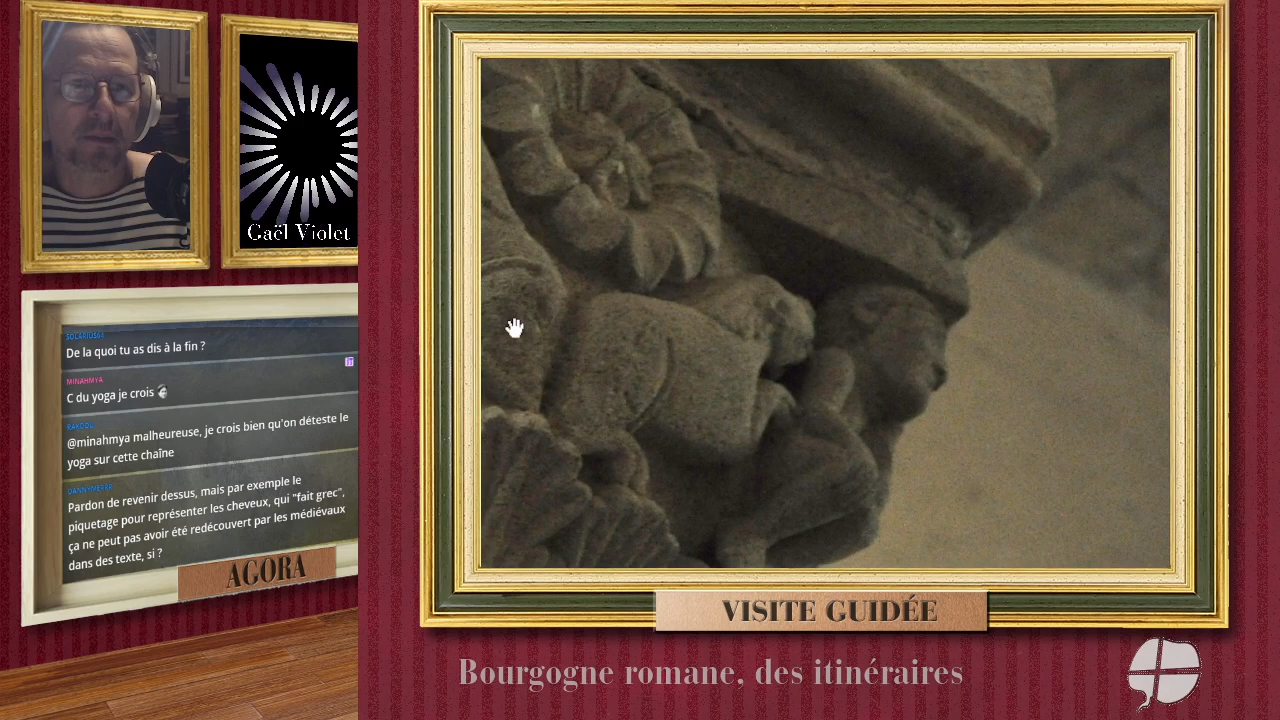 Gaël Violet
De la quoi tu as dis à la fin ?
MINAHMYA
C du yoga je crois
@minahmya malheureuse, je crois bien qu'on déteste le
yoga sur cette chaîne
Pardon de revenir dessus, mais par exemple le
piquetage pour représenter les cheveux, qui "fait grec",
ça ne peut pas avoir été redécouvert par les médiévaux
dans des texte, si ?
AGORA
VISITE GUIDÉE
Bourgogne romane, des itinéraires